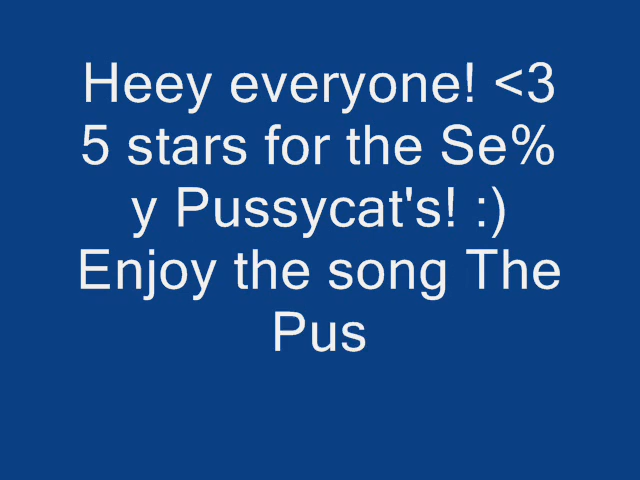 Heey everyone! <3
5 stars for the Se%
y Pussycat's! :)
Enjoy the song The
Pus